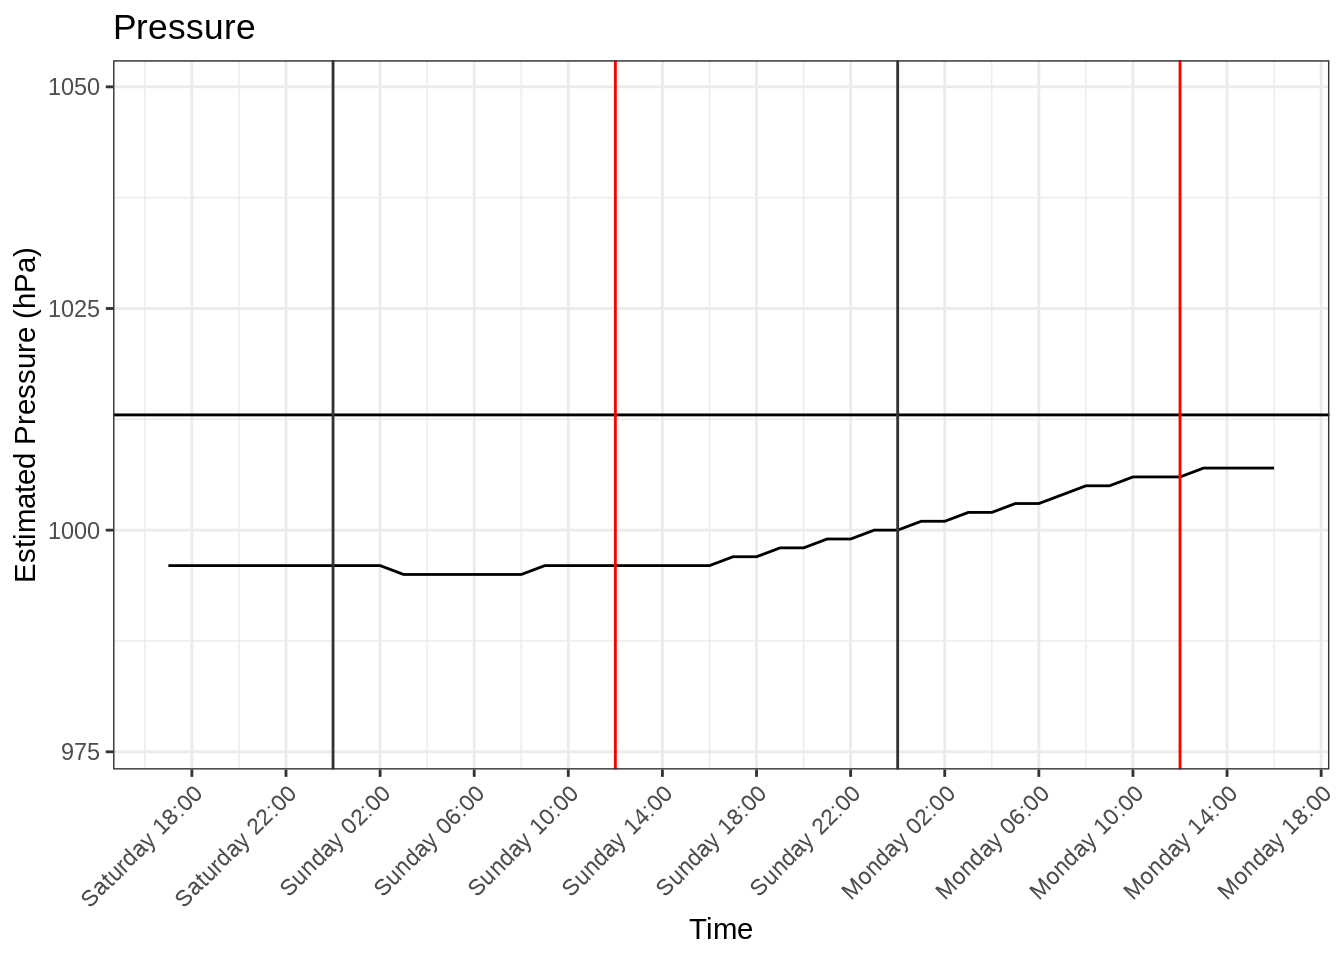 Pressure
Estimated Pressure (hPa)
1050
1025
1000
975
Saturday 18:00
Saturday 22:00
Sunday 02:00
Sunday 06:00
Sunday 10:00
Sunday 14:00
Sunday 18:00
Sunday 22:00
Monday 02:00
Monday 06:00
Monday 10:00
Monday 14:00
Monday 18:00
Time